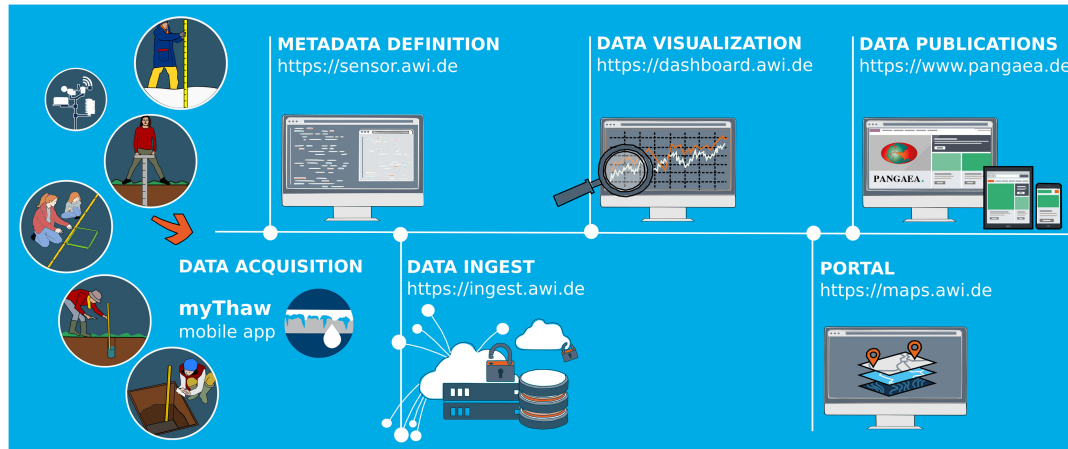 METADATA DEFINITION
https://sensor.awi.de
DATA VISUALIZATION
https://dashboard.awi.de
DATA PUBLICATIONS
https://www.pangaea.de
PANGAEA.
DATA ACQUISITION
myThaw
mobile app
DATA INGEST
https://ingest.awi.de
PORTAL
https://maps.awi.de